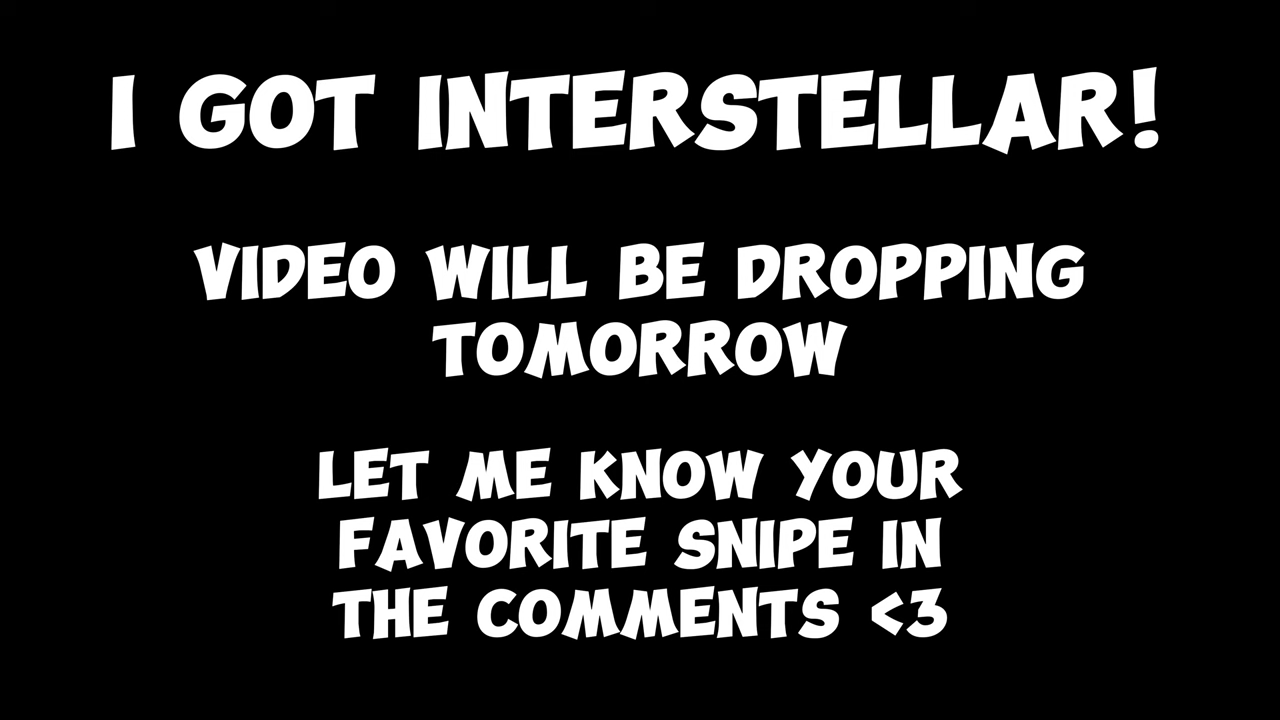 I GOT INTERSTELLAR!
VIDEO WILL BE DROPPING
TOMORROW
LET ME KNOW YOUR
FAVORITE SNIPE IN
THE COMMENTS <3